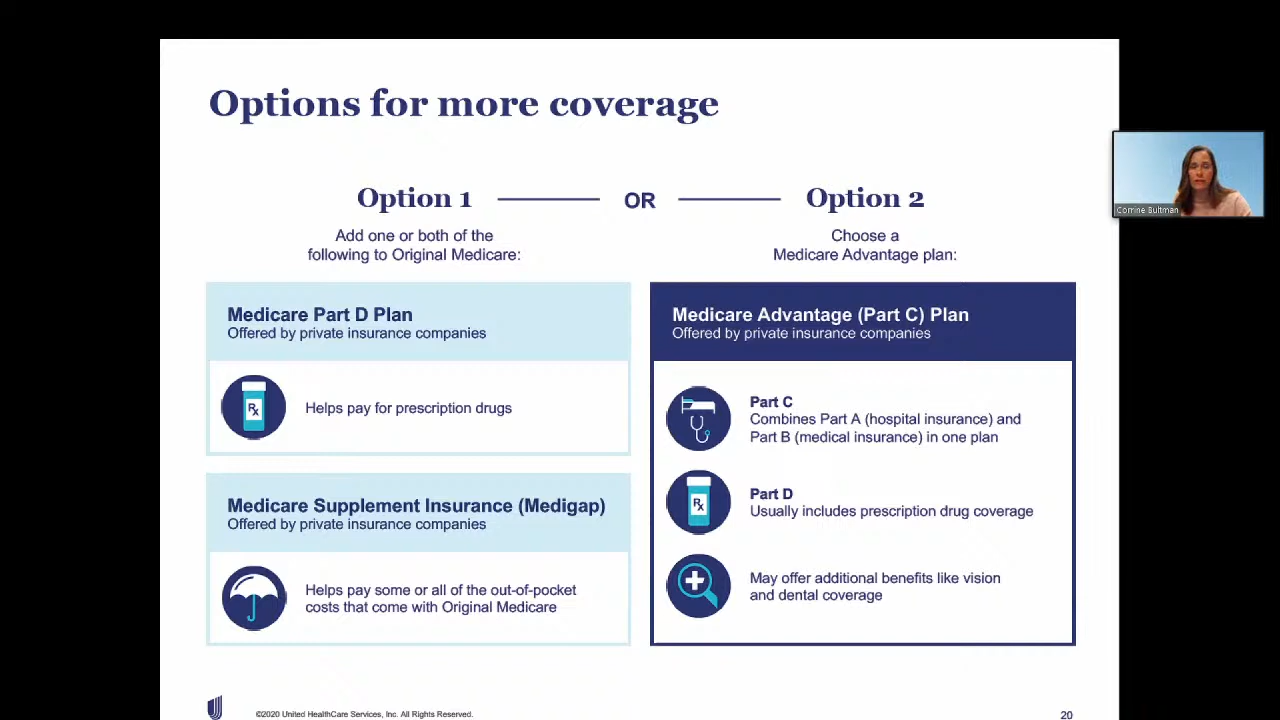 Options for more coverage
Option 1
OR
Option 2
Add one or both of the
following to Original Medicare:
Choose a
Medicare Advantage plan:
Medicare Part D Plan
Offered by private insurance companies
Rx
Helps pay for prescription drugs
Medicare Supplement Insurance (Medigap)
Offered by private insurance companies
Helps pay some or all of the out-of-pocket
costs that come with Original Medicare
Medicare Advantage (Part C) Plan
Offered by private insurance companies
Part C
Combines Part A (hospital insurance) and
Part B (medical insurance) in one plan
Rx
Part D
Usually includes prescription drug coverage
May offer additional benefits like vision
and dental coverage
Corrine Bultman
©2020 United HealthCare Services, Inc. All Rights Reserved.
20